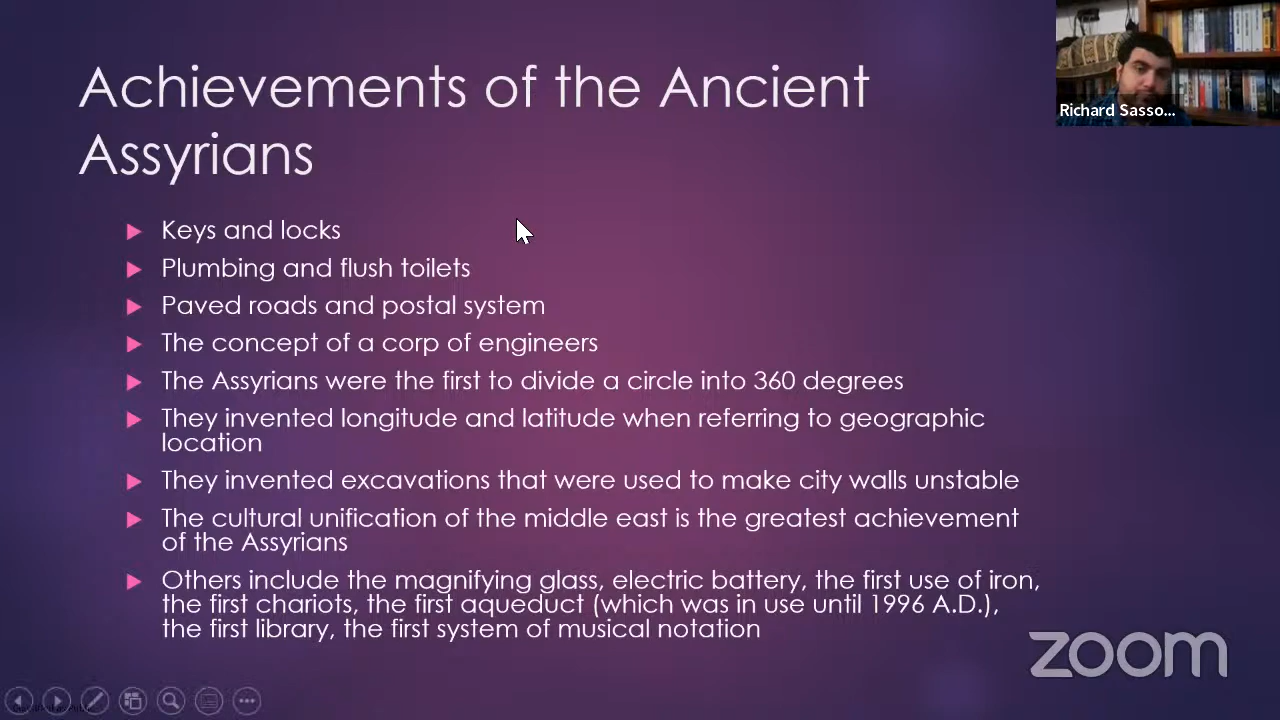 Achievements of the Ancient
Assyrians
Richard Sasso...
Keys and locks
Plumbing and flush toilets
Paved roads and postal system
The concept of a corp of engineers
The Assyrians were the first to divide a circle into 360 degrees
They invented longitude and latitude when referring to geographic
location
They invented excavations that were used to make city walls unstable
The cultural unification of the middle east is the greatest achievement
of the Assyrians
Others include the magnifying glass, electric battery, the first use of iron,
the first chariots, the first aqueduct (which was in use until 1996 A.D.),
the first library, the first system of musical notation
zoom